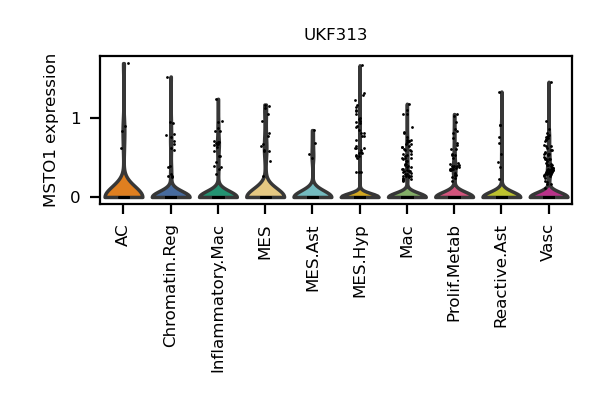 UKF313
MSTO1 expression
1
0
AC
Chromatin.Reg
Inflammatory.Mac
MES
MES.Ast
MES.Hyp
Mac
Prolif.Metab
Reactive.Ast
Vasc